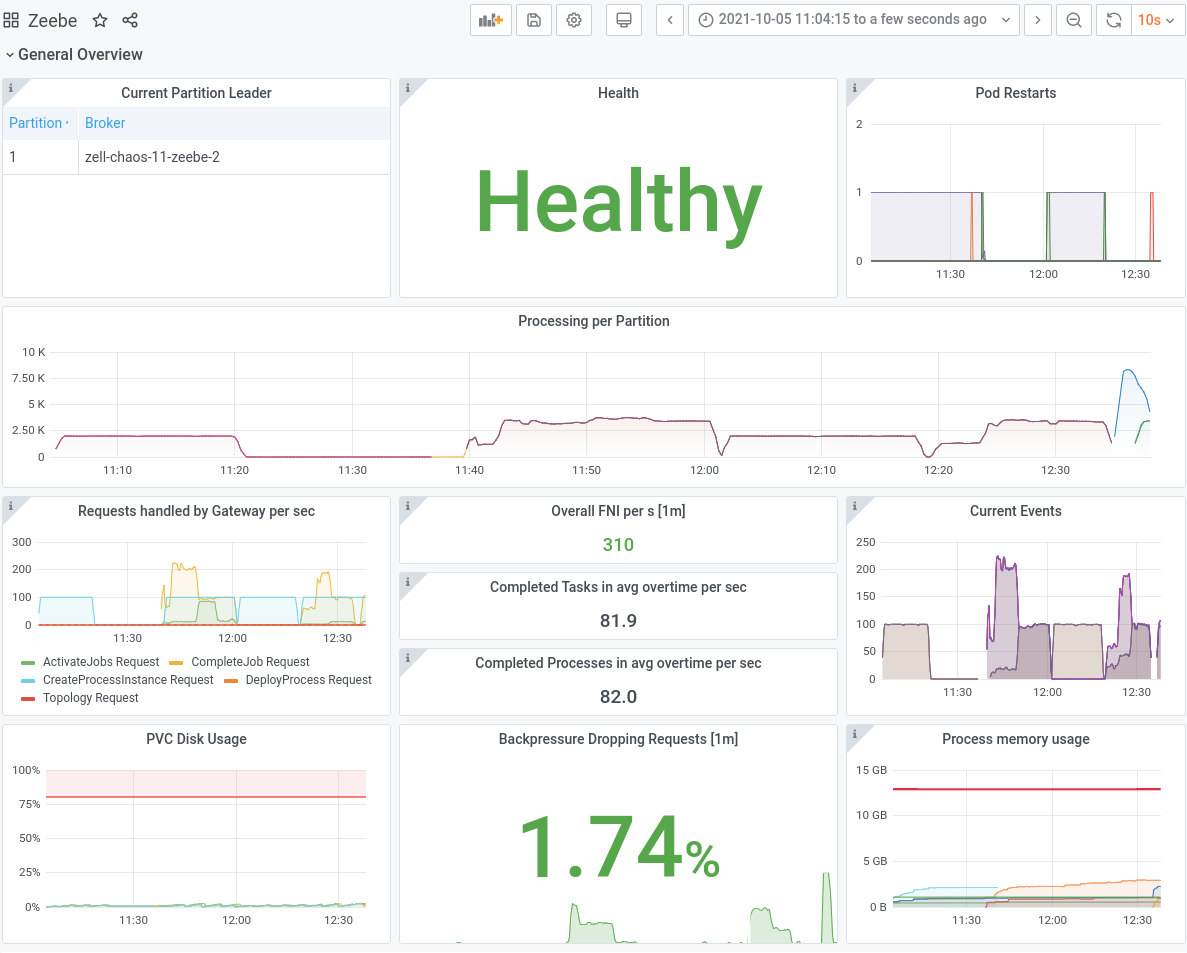 Zeebe
2021-10-05 11:04:15 to a few seconds ago
10s
General Overview
Current Partition Leader
Partition Broker
1 zell-chaos-11-zeebe-2
Health
Healthy
Pod Restarts
2
1
0
11:30 12:00 12:30
Processing per Partition
10 K
7.50 K
5 K
2.50 K
0
11:10 11:20 11:30 11:40 11:50 12:00 12:10 12:20 12:30
Requests handled by Gateway per sec
300
200
100
0
11:30 12:00 12:30
ActivateJobs Request CompleteJob Request
CreateProcessInstance Request DeployProcess Request
Topology Request
Overall FNI per s [1m]
310
Completed Tasks in avg overtime per sec
81.9
Completed Processes in avg overtime per sec
82.0
Current Events
250
200
150
100
50
0
11:30 12:00 12:30
PVC Disk Usage
100%
75%
50%
25%
0%
11:30 12:00 12:30
Backpressure Dropping Requests [1m]
1.74%
Process memory usage
15 GB
10 GB
5 GB
0 B
11:30 12:00 12:30